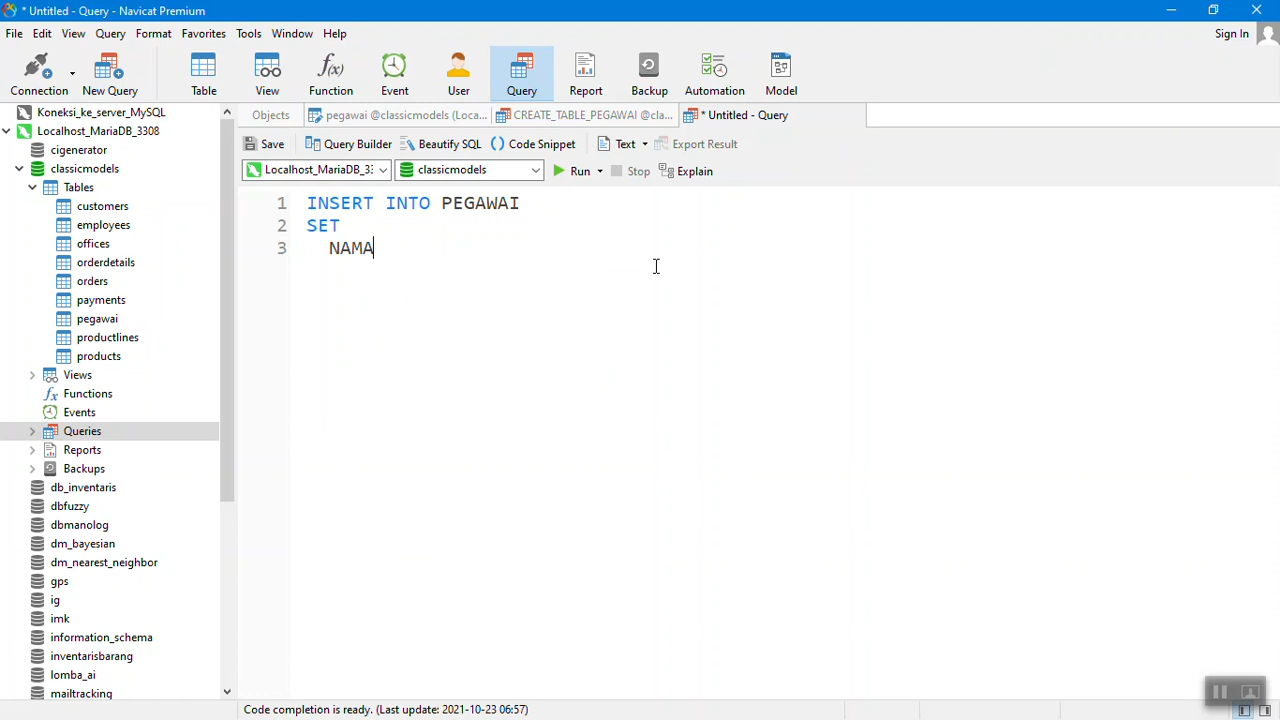 * Untitled - Query - Navicat Premium
File Edit View Query Format Favorites Tools Window Help
Sign In
Connection New Query Table View Function Event User Query Report Backup Automation Model
Objects pegawai @classicmodels (Loca... CREATE_TABLE_PEGAWAI @cla... * Untitled - Query
Save Query Builder Beautify SQL Code Snippet Text Export Result
Localhost_MariaDB_33 classicmodels Run Stop Explain
Koneksi_ke_server_MySQL
Localhost_MariaDB_3308
cigenerator
classicmodels
Tables
customers
employees
offices
orderdetails
orders
payments
pegawai
productlines
products
Views
Functions
Events
Queries
Reports
Backups
db_inventaris
dbfuzzy
dbmanolog
dm_bayesian
dm_nearest_neighbor
gps
ig
imk
information_schema
inventarisbarang
lomba_ai
mailtracking
1 INSERT INTO PEGAWAI
2 SET
3 NAMA
Code completion is ready. (Last update: 2021-10-23 06:57)